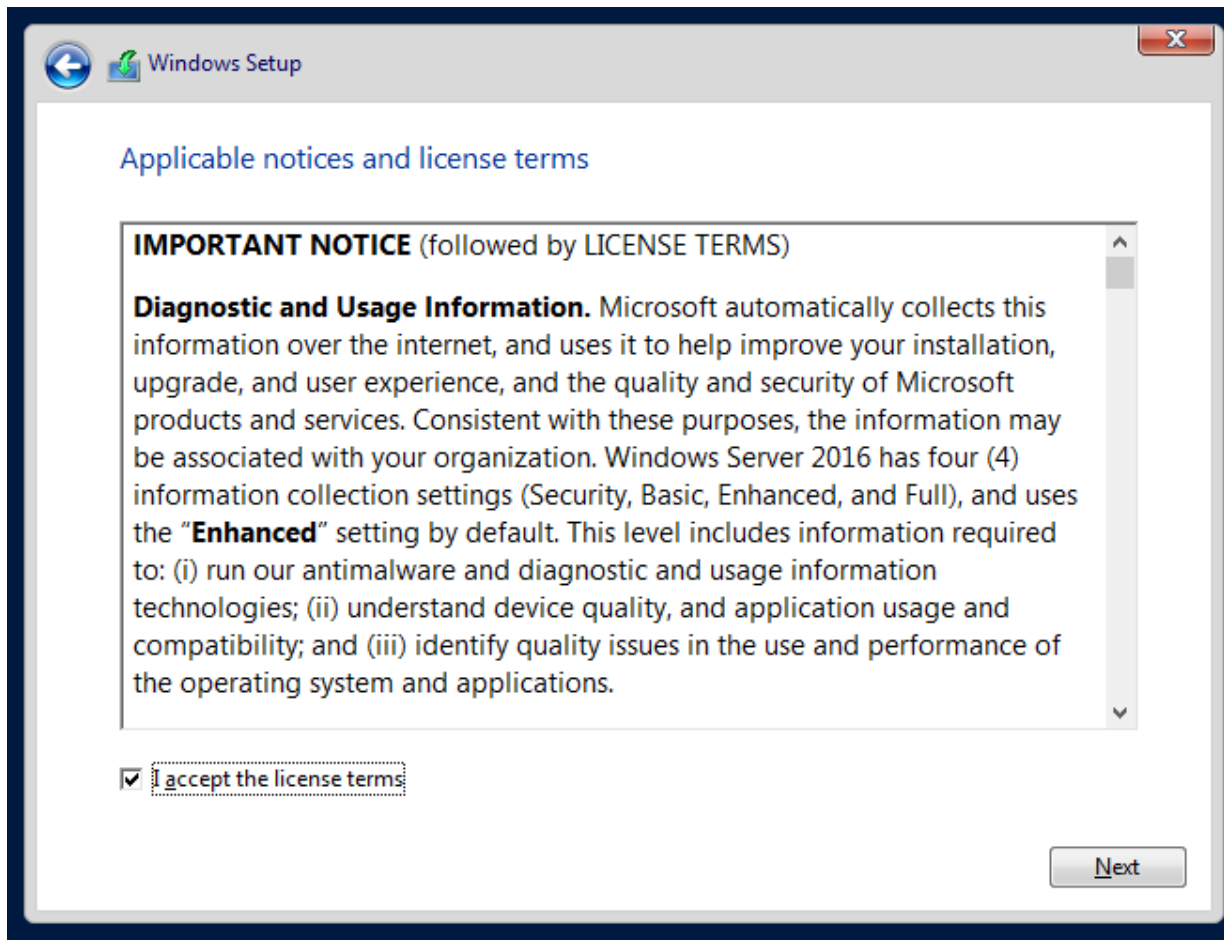 Windows Setup
X
Applicable notices and license terms
IMPORTANT NOTICE (followed by LICENSE TERMS)
Diagnostic and Usage Information. Microsoft automatically collects this
information over the internet, and uses it to help improve your installation,
upgrade, and user experience, and the quality and security of Microsoft
products and services. Consistent with these purposes, the information may
be associated with your organization. Windows Server 2016 has four (4)
information collection settings (Security, Basic, Enhanced, and Full), and uses
the “Enhanced” setting by default. This level includes information required
to: (i) run our antimalware and diagnostic and usage information
technologies; (ii) understand device quality, and application usage and
compatibility; and (iii) identify quality issues in the use and performance of
the operating system and applications.
I accept the license terms
Next